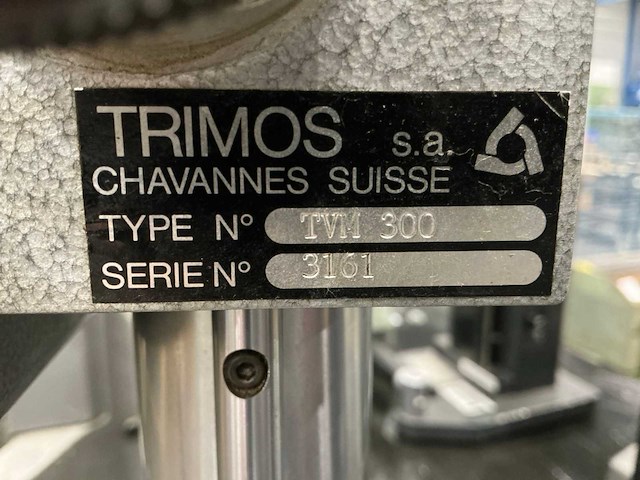 TRIMOS s.a.
CHAVANNES SUISSE
TYPE N° TVM 300
SERIE N° 3161